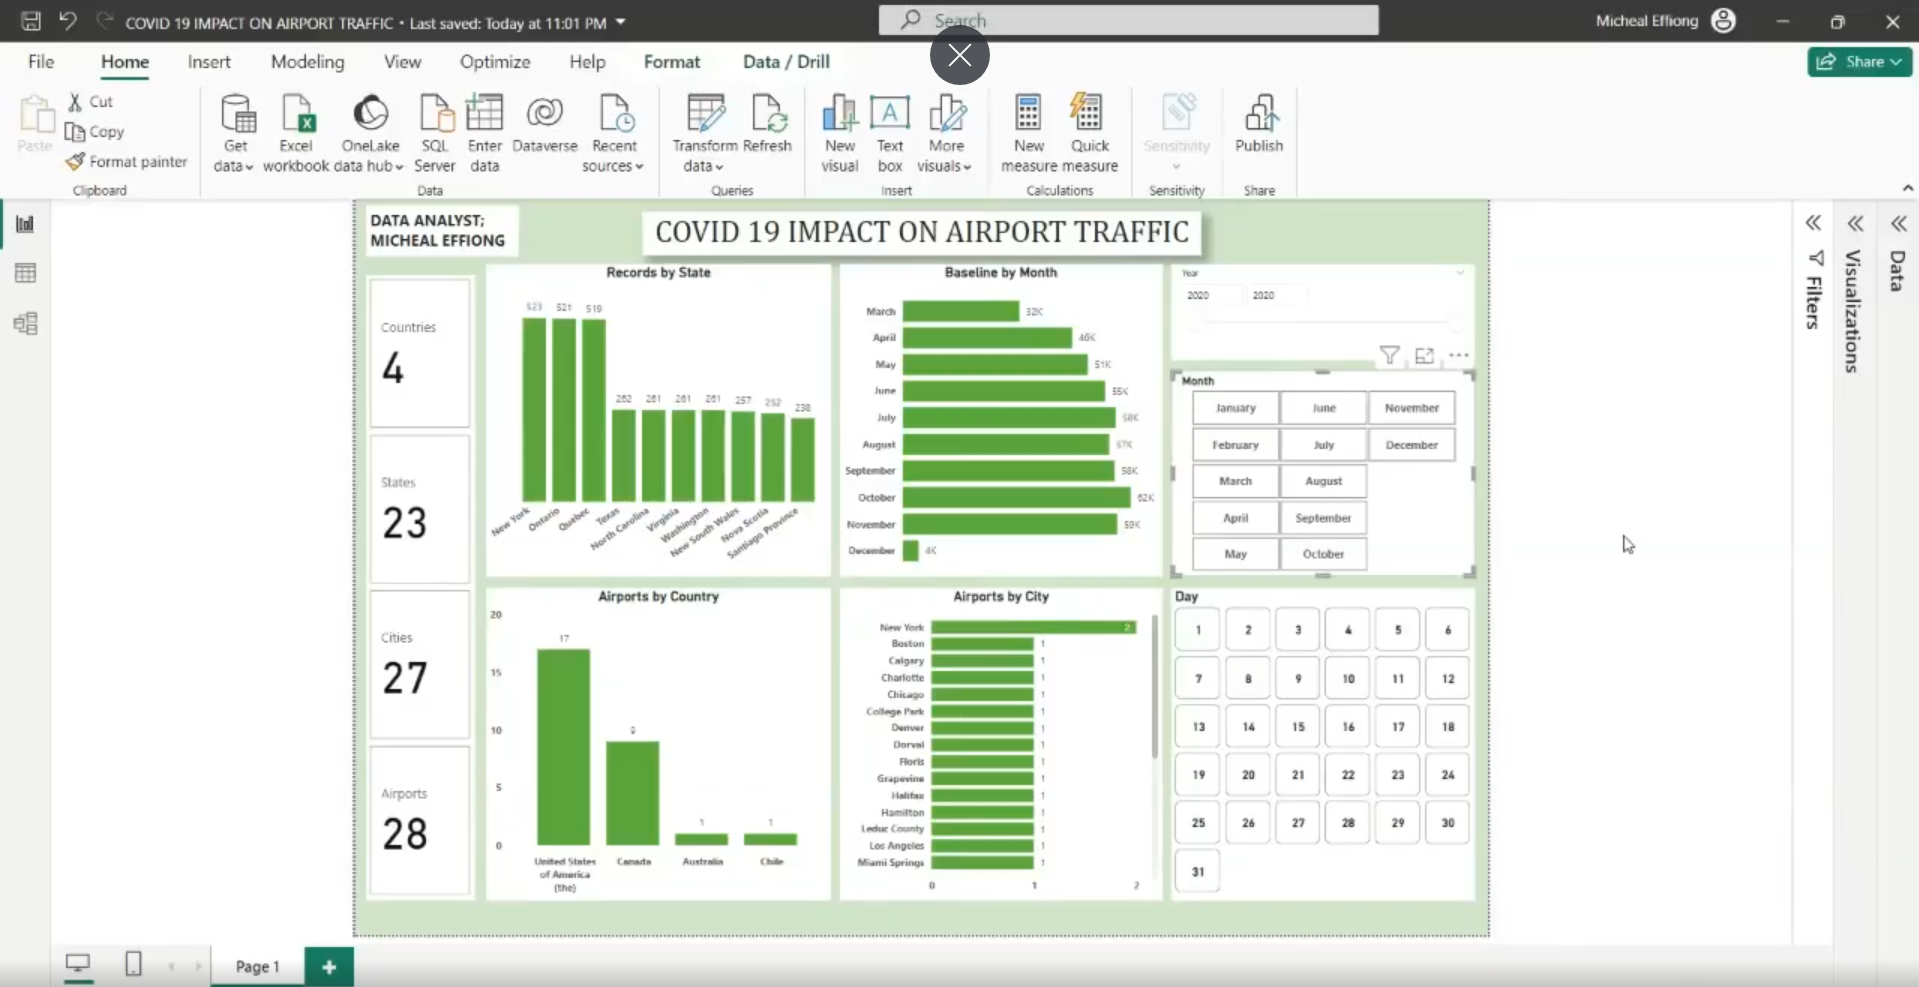 COVID 19 IMPACT ON AIRPORT TRAFFIC • Last saved: Today at 11:01 PM
Search
Micheal Effiong
File Home Insert Modeling View Optimize Help Format Data / Drill
Share
Paste
Cut
Copy
Format painter
Clipboard
Get data
Excel workbook
OneLake data hub
SQL Server
Enter data
Dataverse
Recent sources
Data
Transform data
Refresh
Queries
New visual
Text box
More visuals
Insert
New measure
Quick measure
Calculations
Sensitivity
Sensitivity
Publish
Share
DATA ANALYST;
MICHEAL EFFIONG
COVID 19 IMPACT ON AIRPORT TRAFFIC
Countries
4
States
23
Cities
27
Airports
28
Records by State
523 521 519
262 261 261 261 257 252 238
New York
Ontario
Quebec
Texas
North Carolina
Virginia
Washington
New South Wales
Nova Scotia
Santiago Province
Baseline by Month
March 32K
April 46K
May 51K
June 55K
July 58K
August 57K
September 58K
October 62K
November 59K
December 4K
Year
2020 2020
Month
January June November
February July December
March August
April September
May October
Airports by Country
20
15
10
5
0
17
9
1
1
United States
of America
(the)
Canada
Australia
Chile
Airports by City
New York 2
Boston 1
Calgary 1
Charlotte 1
Chicago 1
College Park 1
Denver 1
Dorval 1
Floris 1
Grapevine 1
Halifax 1
Hamilton 1
Leduc County 1
Los Angeles 1
Miami Springs 1
0 1 2
Day
1 2 3 4 5 6
7 8 9 10 11 12
13 14 15 16 17 18
19 20 21 22 23 24
25 26 27 28 29 30
31
Filters
Visualizations
Data
Page 1